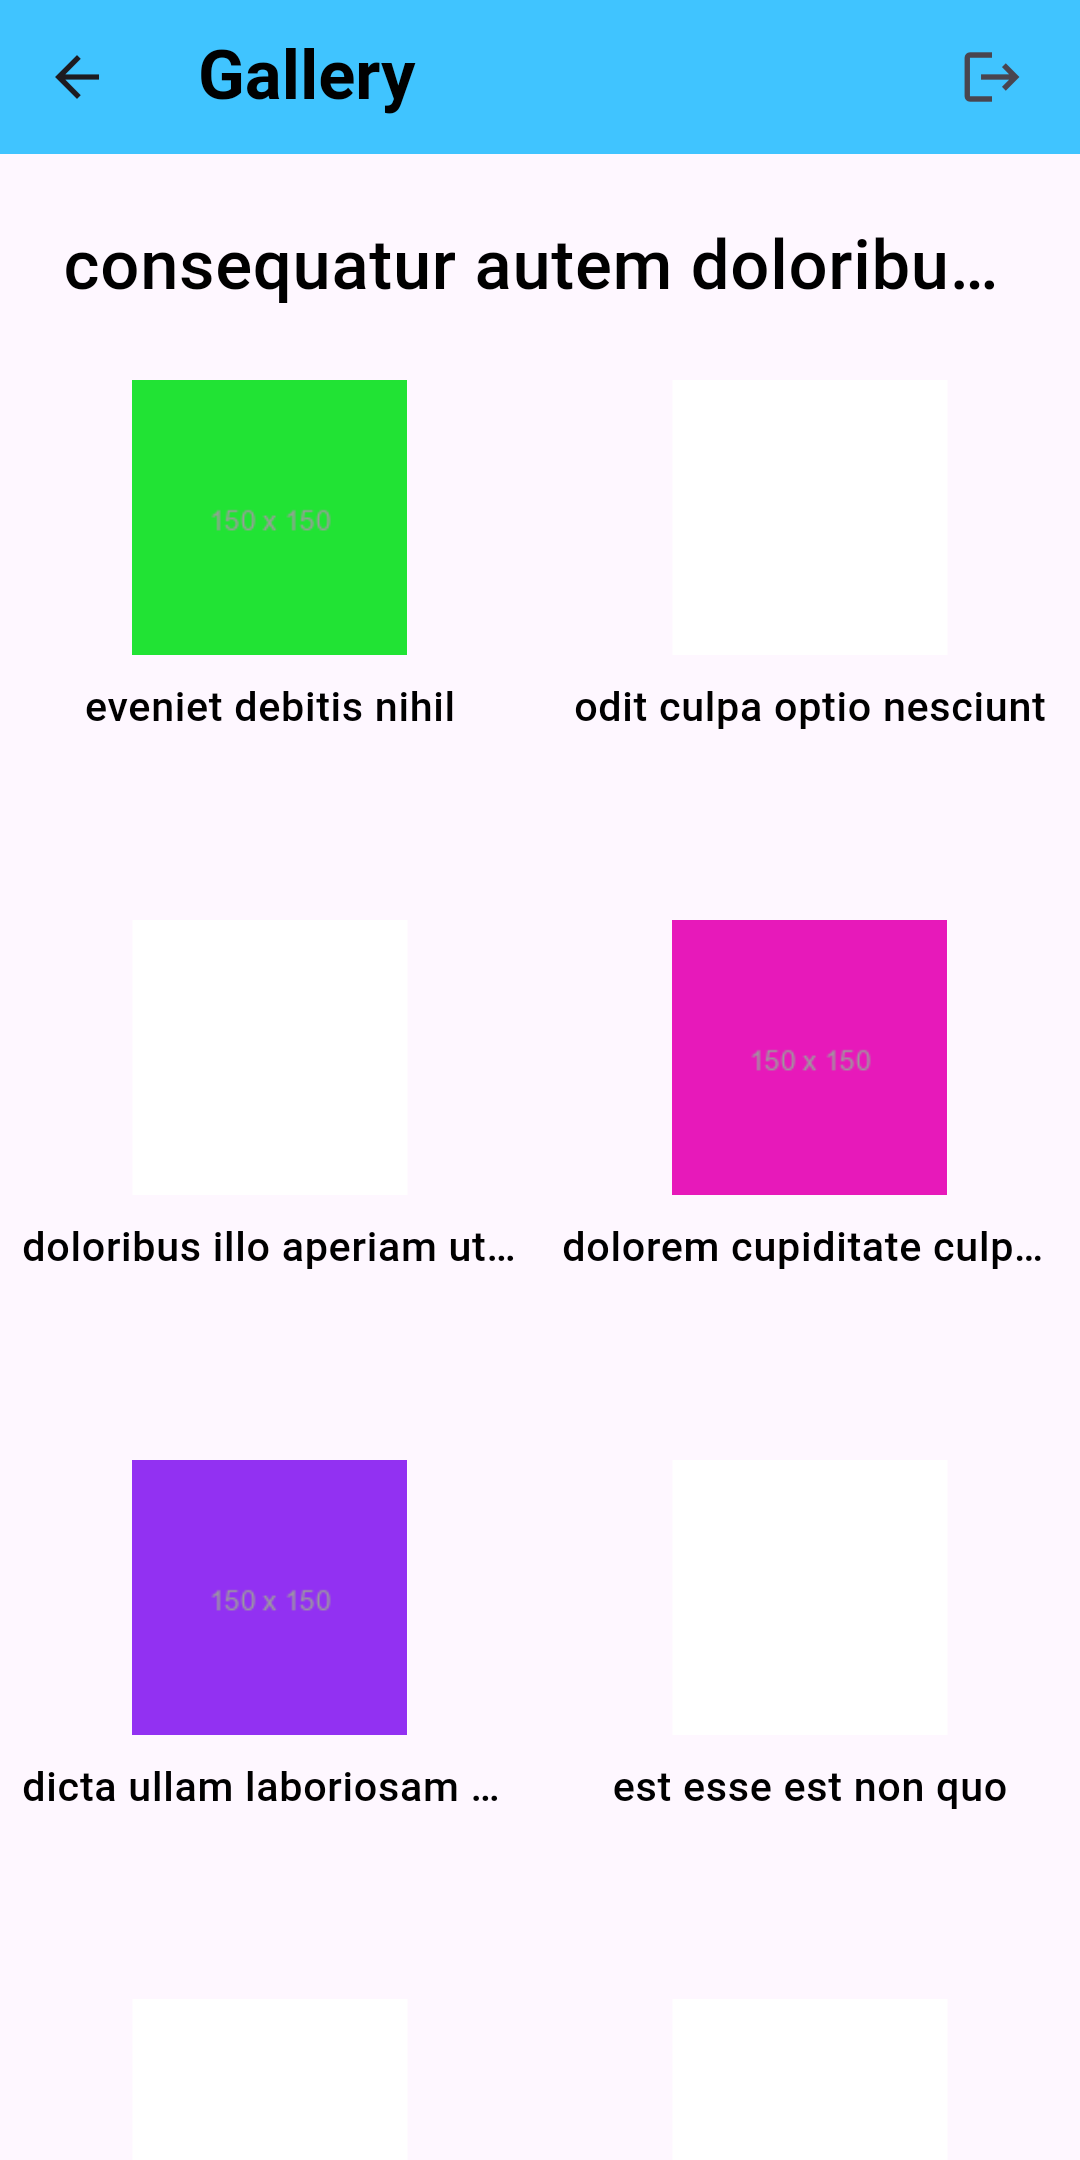 Gallery
consequatur autem doloribu...
150 x 150
eveniet debitis nihil
odit culpa optio nesciunt
150 x 150
doloribus illo aperiam ut...
dolorem cupiditate culp...
150 x 150
dicta ullam laboriosam ...
est esse est non quo